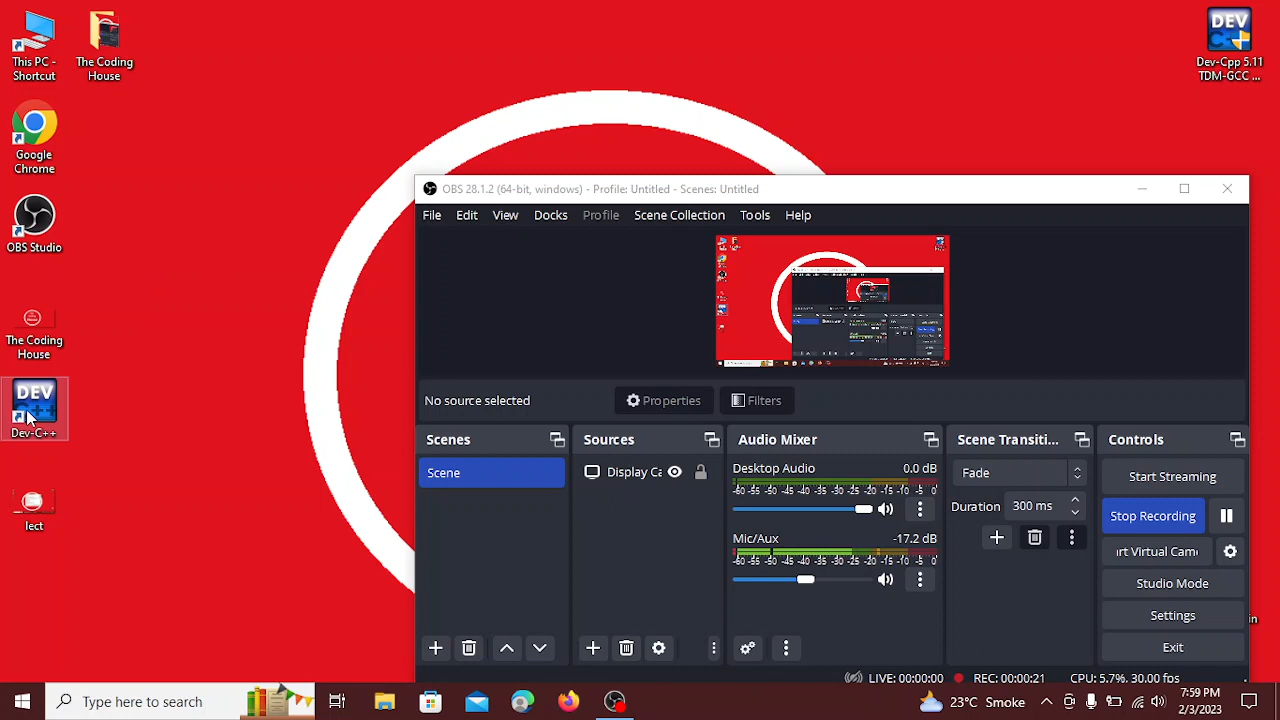 This PC -
Shortcut
The Coding
House
DEV
Dev-Cpp 5.11
TDM-GCC ...
Google
Chrome
OBS Studio
The Coding
House
DEV
Dev-C++
lect
OBS 28.1.2 (64-bit, windows) - Profile: Untitled - Scenes: Untitled
File Edit View Docks Profile Scene Collection Tools Help
No source selected Properties Filters
Scenes Sources Audio Mixer Scene Transiti... Controls
Scene
Display Ca
Desktop Audio 0.0 dB
-60 -55 -50 -45 -40 -35 -30 -25 -20 -15 -10 -5 0
Mic/Aux -17.2 dB
-60 -55 -50 -45 -40 -35 -30 -25 -20 -15 -10 -5 0
Fade
Duration 300 ms
Start Streaming
Stop Recording
rt Virtual Cam
Studio Mode
Settings
Exit
in
LIVE: 00:00:00 REC: 00:00:21 CPU: 5.7%, 30.00 fps
Type here to search
23°C Smoke
5:59 PM
2/3/2023